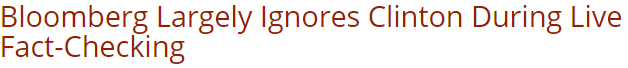 Bloomberg Largely Ignores Clinton During Live
Fact-Checking